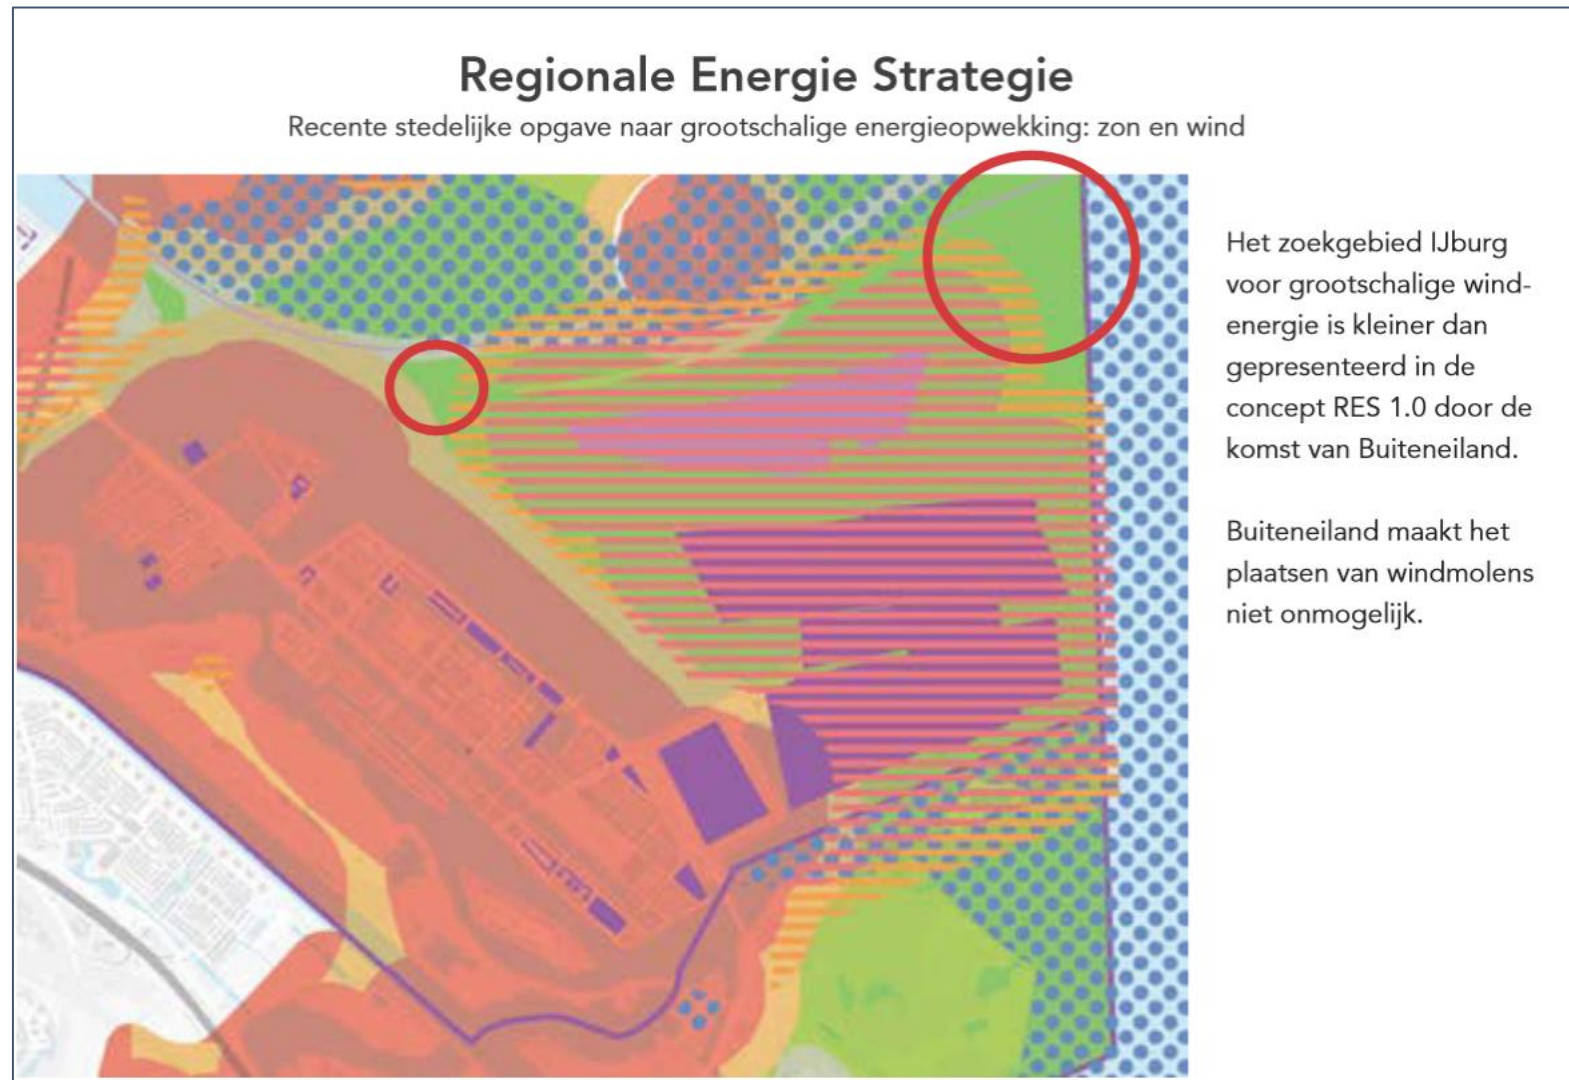 Regionale Energie Strategie
Recente stedelijke opgave naar grootschalige energieopwekking: zon en wind
Het zoekgebied IJburg
voor grootschalige wind-
energie is kleiner dan
gepresenteerd in de
concept RES 1.0 door de
komst van Buiteneiland.
Buiteneiland maakt het
plaatsen van windmolens
niet onmogelijk.